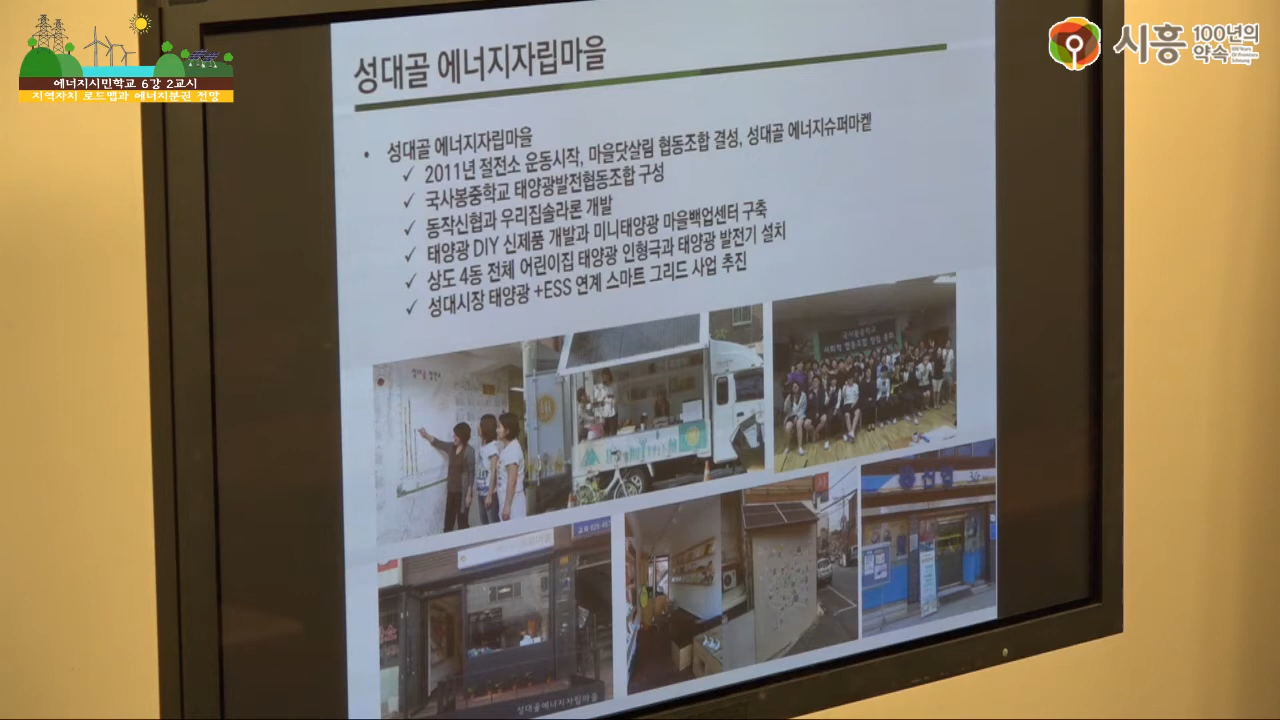 에너지시민학교 6강 2교시
지역자치 로드맵과 에너지분권 전망
시흥 100년의 약속
성대골 에너지자립마을
• 성대골 에너지자립마을
✓ 2011년 절전소 운동시작, 마을닷살림 협동조합 결성, 성대골 에너지슈퍼마켙
✓ 국사봉중학교 태양광발전협동조합 구성
✓ 동작신협과 우리집솔라론 개발
✓ 태양광 DIY 신제품 개발과 미니태양광 마을백업센터 구축
✓ 상도 4동 전체 어린이집 태양광 인형극과 태양광 발전기 설치
✓ 성대시장 태양광 +ESS 연계 스마트 그리드 사업 추진
국사봉중학교
성대골에너지자립마을